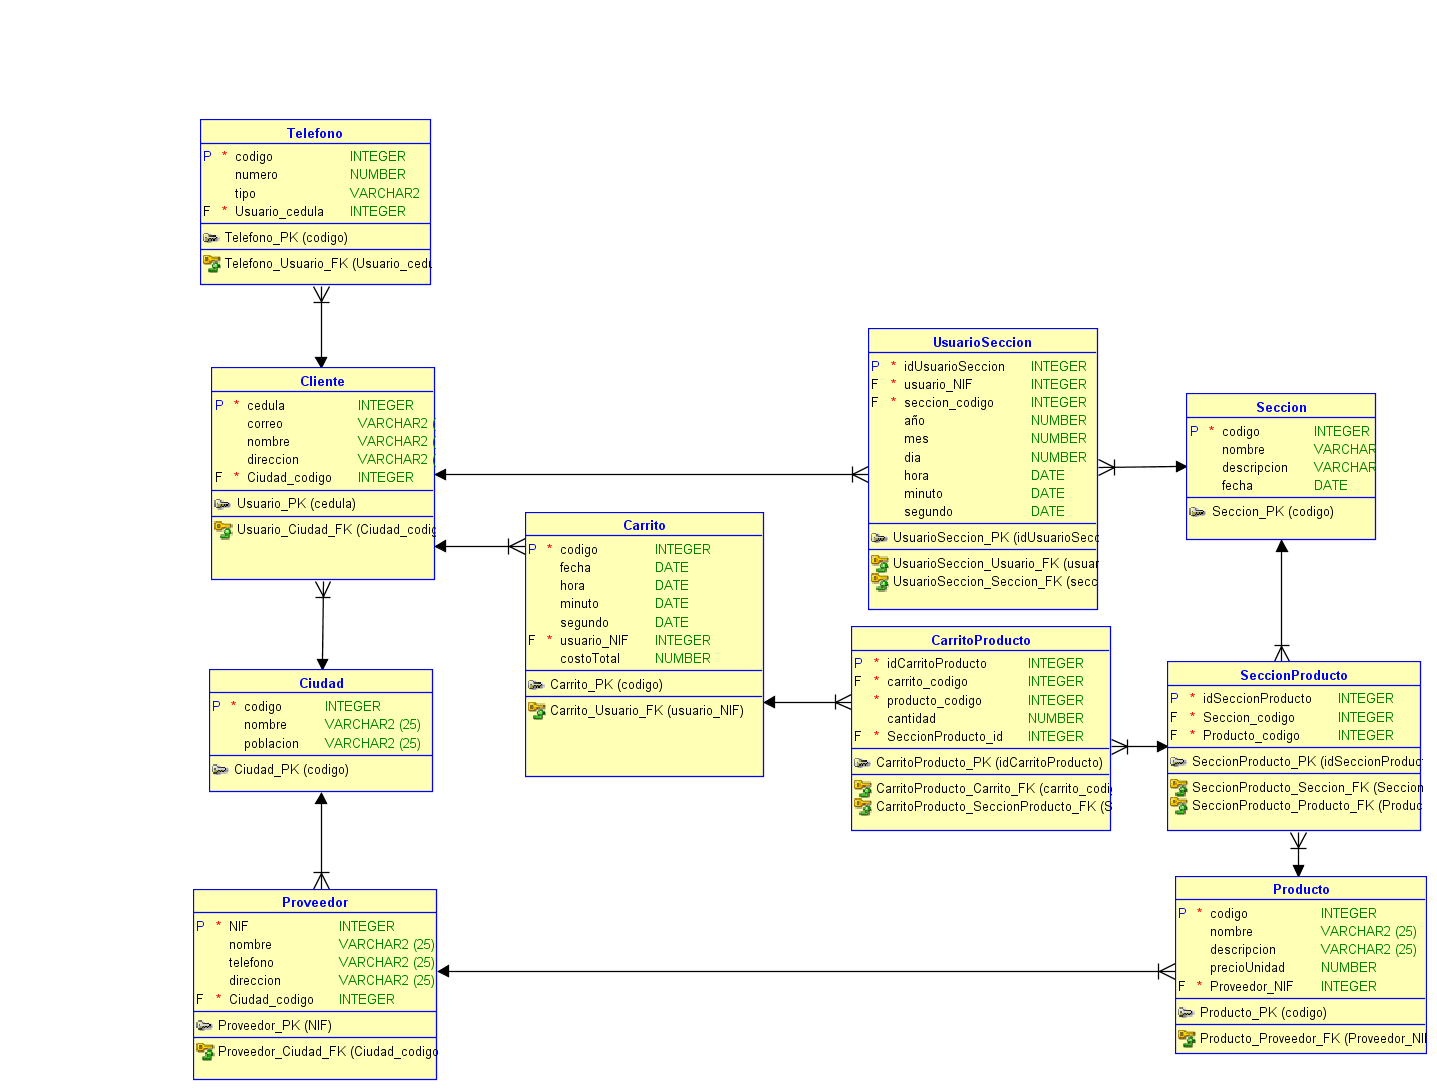 Telefono
P * codigo INTEGER
numero NUMBER
tipo VARCHAR2
F * Usuario_cedula INTEGER
Telefono_PK (codigo)
Telefono_Usuario_FK (Usuario_cedu
Cliente
P * cedula INTEGER
correo VARCHAR2 (
nombre VARCHAR2 (
direccion VARCHAR2 (
F * Ciudad_codigo INTEGER
Usuario_PK (cedula)
Usuario_Ciudad_FK (Ciudad_codig
UsuarioSeccion
P * idUsuarioSeccion INTEGER
F * usuario_NIF INTEGER
F * seccion_codigo INTEGER
año NUMBER
mes NUMBER
dia NUMBER
hora DATE
minuto DATE
segundo DATE
UsuarioSeccion_PK (idUsuarioSecc
UsuarioSeccion_Usuario_FK (usuar
UsuarioSeccion_Seccion_FK (secc
Seccion
P * codigo INTEGER
nombre VARCHAR
descripcion VARCHAR
fecha DATE
Seccion_PK (codigo)
Carrito
P * codigo INTEGER
fecha DATE
hora DATE
minuto DATE
segundo DATE
F * usuario_NIF INTEGER
costoTotal NUMBER
Carrito_PK (codigo)
Carrito_Usuario_FK (usuario_NIF)
CarritoProducto
P * idCarritoProducto INTEGER
F * carrito_codigo INTEGER
* producto_codigo INTEGER
cantidad NUMBER
F * SeccionProducto_id INTEGER
CarritoProducto_PK (idCarritoProducto)
CarritoProducto_Carrito_FK (carrito_codi
CarritoProducto_SeccionProducto_FK (S
SeccionProducto
P * idSeccionProducto INTEGER
F * Seccion_codigo INTEGER
F * Producto_codigo INTEGER
SeccionProducto_PK (idSeccionProduc
SeccionProducto_Seccion_FK (Seccion
SeccionProducto_Producto_FK (Produc
Ciudad
P * codigo INTEGER
nombre VARCHAR2 (25)
poblacion VARCHAR2 (25)
Ciudad_PK (codigo)
Proveedor
P * NIF INTEGER
nombre VARCHAR2 (25)
telefono VARCHAR2 (25)
direccion VARCHAR2 (25)
F * Ciudad_codigo INTEGER
Proveedor_PK (NIF)
Proveedor_Ciudad_FK (Ciudad_codigo
Producto
P * codigo INTEGER
nombre VARCHAR2 (25)
descripcion VARCHAR2 (25)
precioUnidad NUMBER
F * Proveedor_NIF INTEGER
Producto_PK (codigo)
Producto_Proveedor_FK (Proveedor_NI